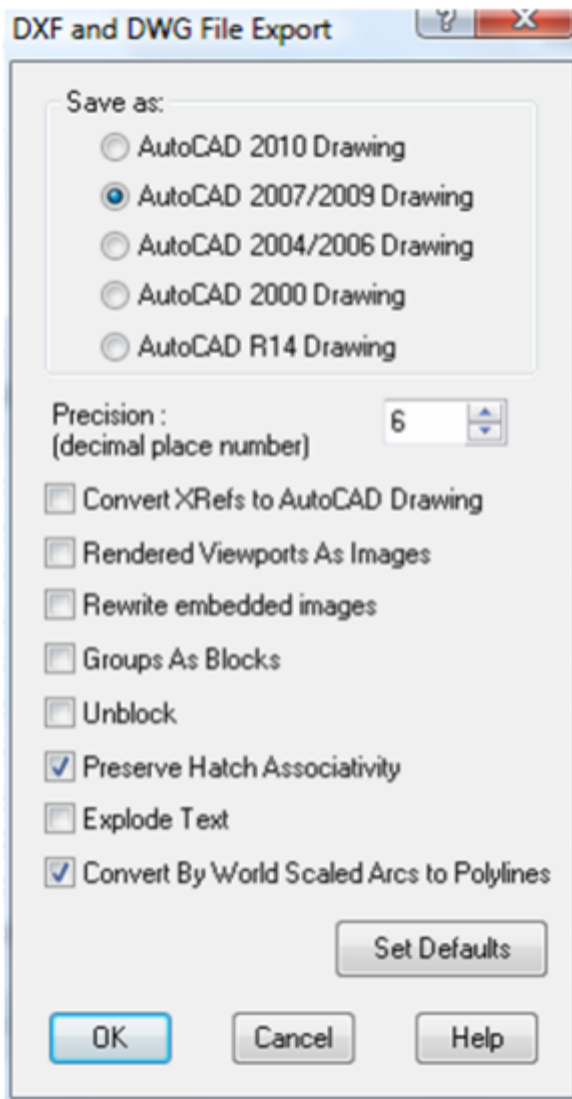 DXF and DWG File Export
Save as:
AutoCAD 2010 Drawing
AutoCAD 2007/2009 Drawing
AutoCAD 2004/2006 Drawing
AutoCAD 2000 Drawing
AutoCAD R14 Drawing
Precision :
(decimal place number)
6
Convert XRefs to AutoCAD Drawing
Rendered Viewports As Images
Rewrite embedded images
Groups As Blocks
Unblock
Preserve Hatch Associativity
Explode Text
Convert By World Scaled Arcs to Polylines
Set Defaults
OK Cancel Help